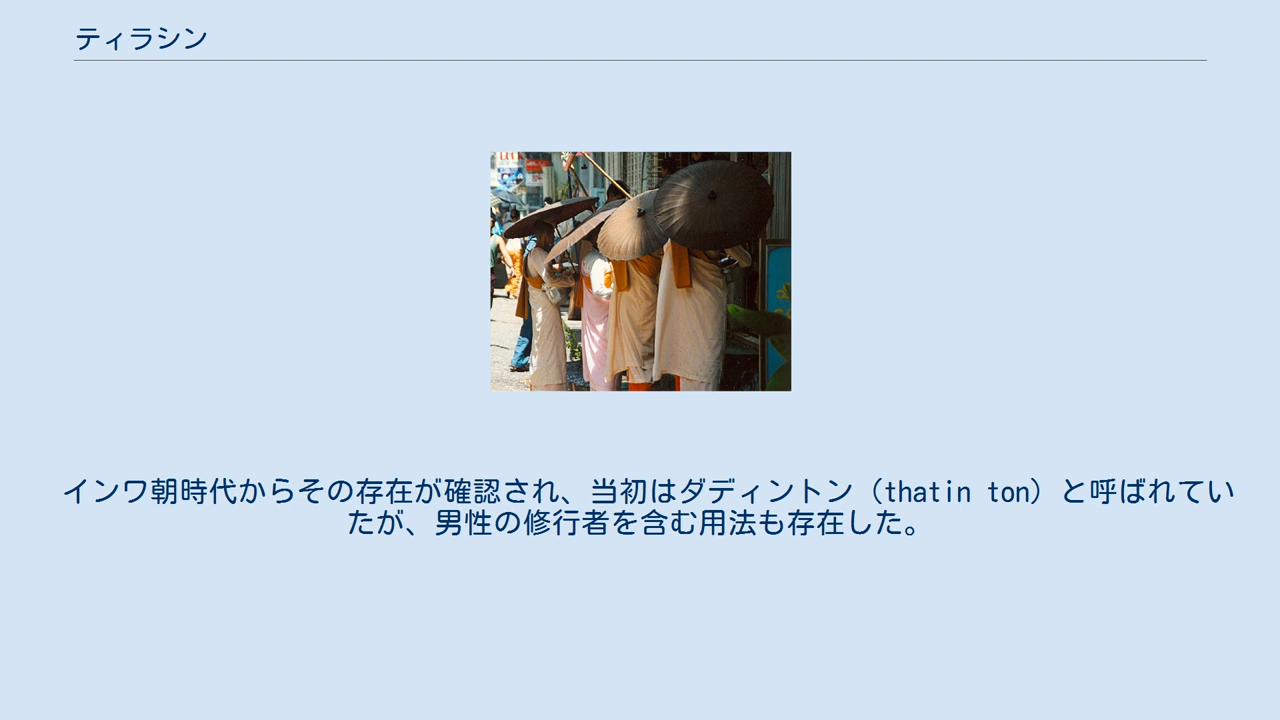 ティラシン
インワ朝時代からその存在が確認され、当初はダディントン（thatin ton）と呼ばれてい
たが、男性の修行者を含む用法も存在した。